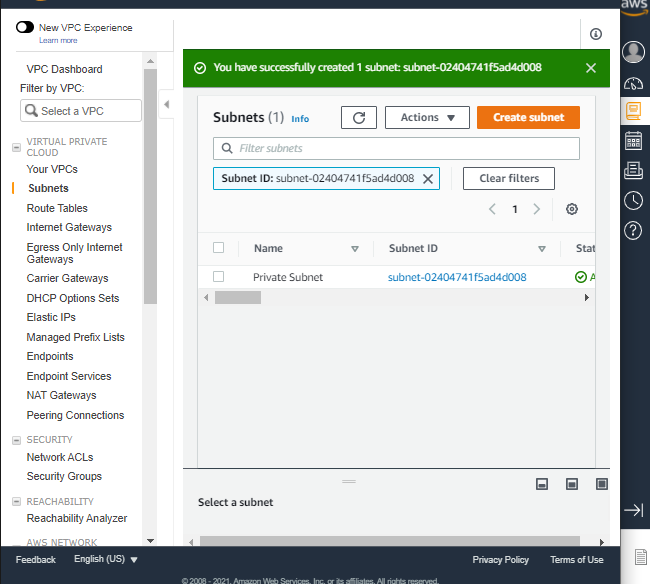 aws
New VPC Experience
Learn more
VPC Dashboard
Filter by VPC:
Select a VPC
VIRTUAL PRIVATE
CLOUD
Your VPCs
Subnets
Route Tables
Internet Gateways
Egress Only Internet
Gateways
Carrier Gateways
DHCP Options Sets
Elastic IPs
Managed Prefix Lists
Endpoints
Endpoint Services
NAT Gateways
Peering Connections
SECURITY
Network ACLs
Security Groups
REACHABILITY
Reachability Analyzer
AWS NETWORK
You have successfully created 1 subnet: subnet-02404741f5ad4d008
Subnets (1) Info
Actions
Create subnet
Filter subnets
Subnet ID: subnet-02404741f5ad4d008
Clear filters
1
Name Subnet ID Stat
Private Subnet subnet-02404741f5ad4d008 A
Select a subnet
Feedback English (US) Privacy Policy Terms of Use
© 2008 - 2021, Amazon Web Services, Inc. or its affiliates. All rights reserved.